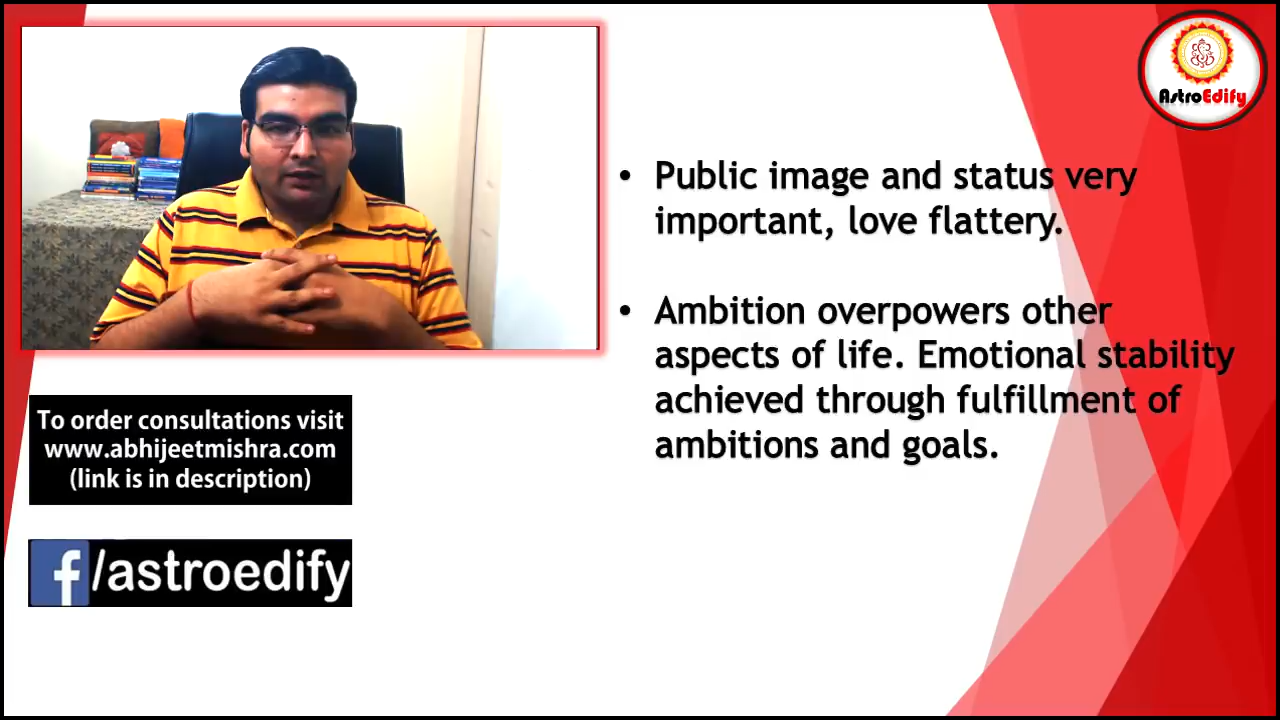 AstroEdify
• Public image and status very
important, love flattery.
• Ambition overpowers other
aspects of life. Emotional stability
achieved through fulfillment of
ambitions and goals.
To order consultations visit
www.abhijeetmishra.com
(link is in description)
f/astroedify